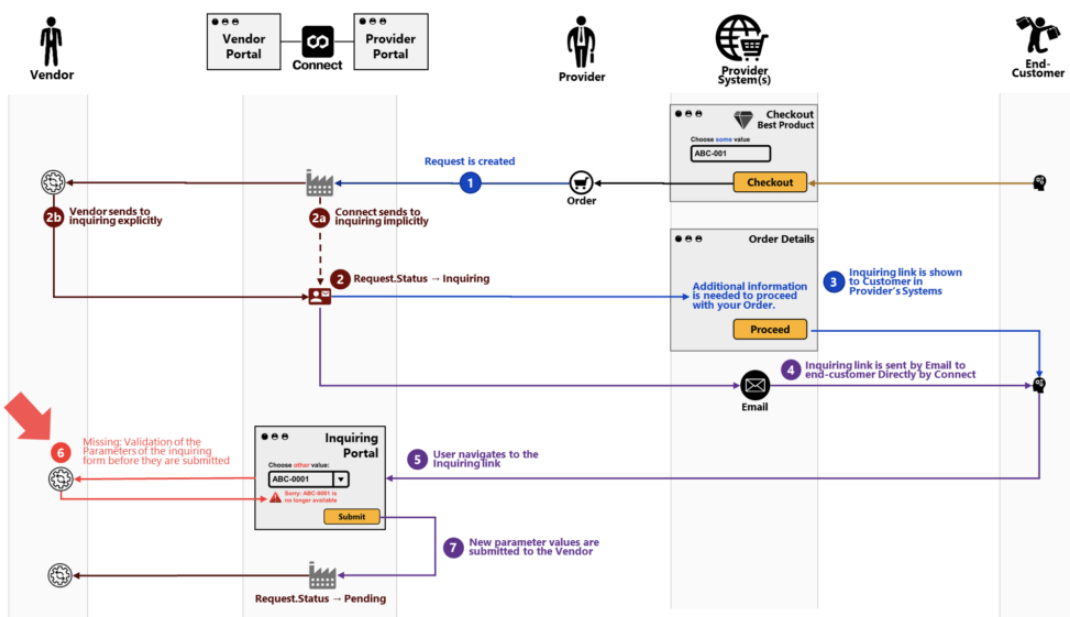 Vendor
Portal
Connect
Provider
Portal
Vendor
Provider
Provider
System(s)
End-
Customer
Checkout
Best Product
Choose some value
ABC-001
Checkout
Request is created
1
Order
2b
Vendor sends to
inquiring explicitly
2a
Connect sends to
inquiring implicitly
Order Details
2
Request.Status → Inquiring
Additional information
is needed to proceed
with your Order.
Proceed
3
Inquiring link is shown
to Customer in
Provider's Systems
4
Inquiring link is sent by Email to
end-customer Directly by Connect
Email
6
Missing: Validation of the
Parameters of the inquiring
form before they are submitted
Inquiring
Portal
Choose other value:
ABC-0001
Sorry: ABC-0001 is
no longer available
Submit
5
User navigates to the
Inquiring link
7
New parameter values are
submitted to the Vendor
Request.Status → Pending